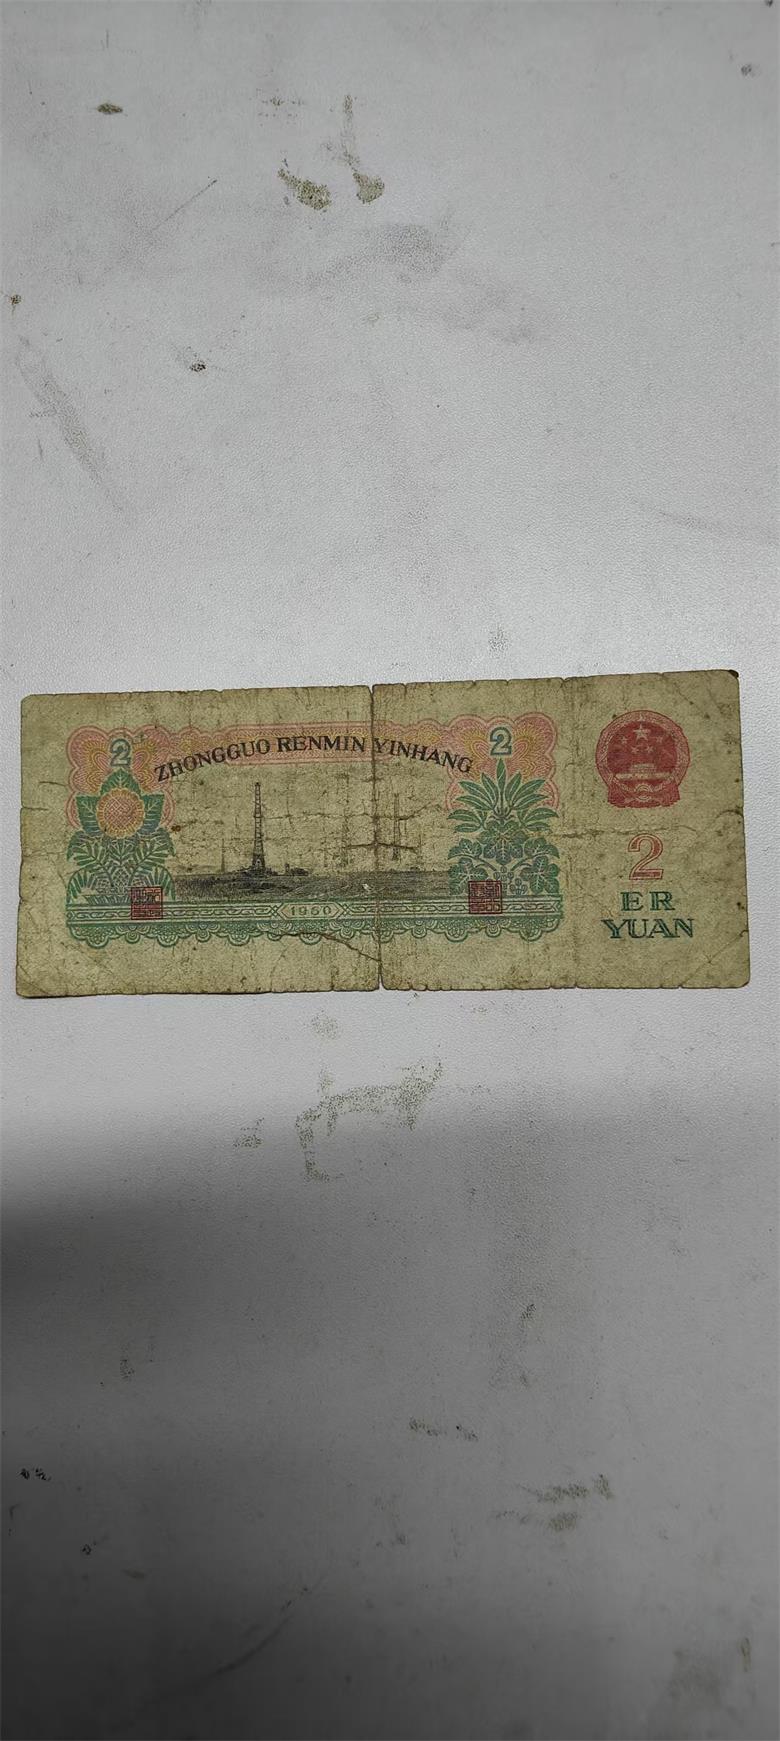 2 2
ZHONGGUO RENMIN YINHANG
1960
2
ER
YUAN